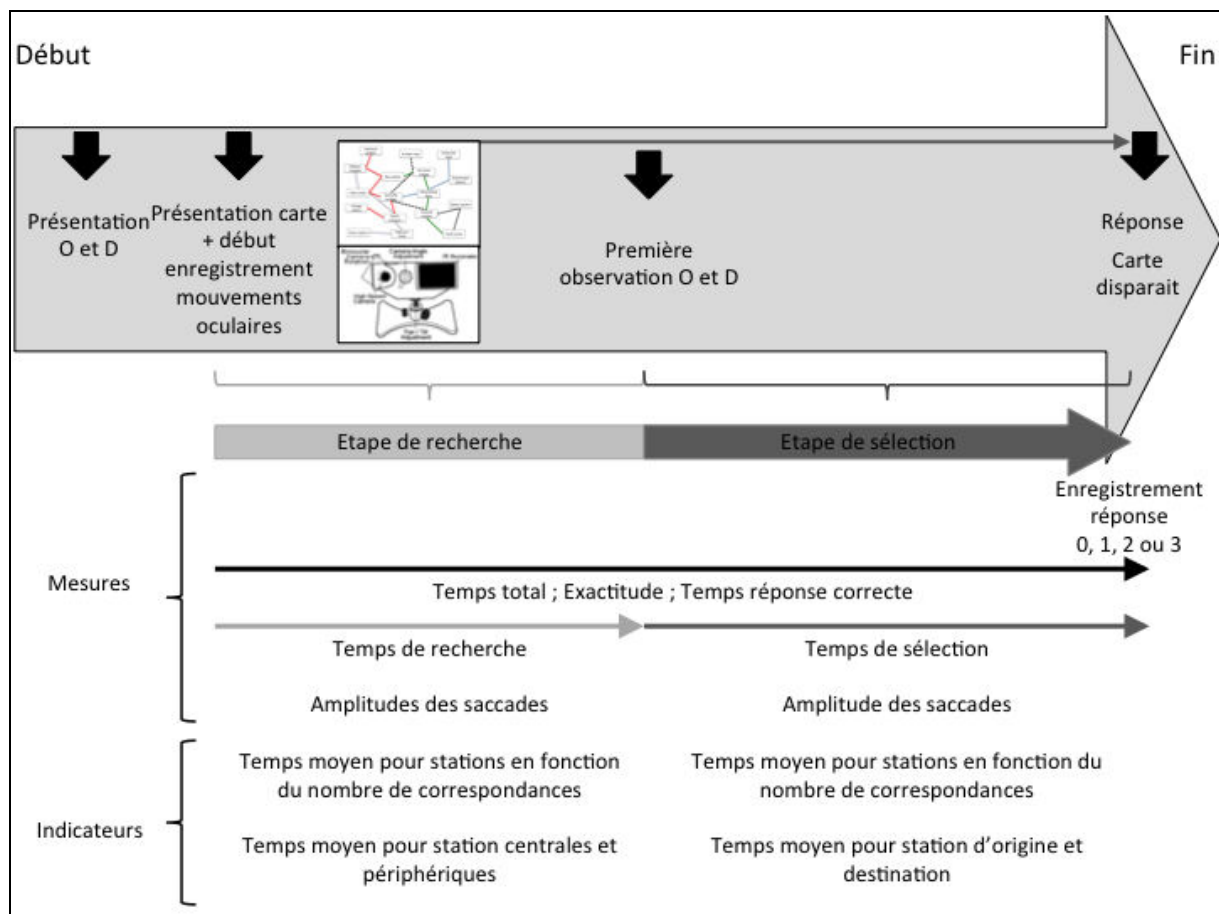 Début
Fin
Présentation
O et D
Présentation carte
+ début
enregistrement
mouvements
oculaires
Camera Angle
Adjustment
Adjustment
Première
observation O et D
Réponse
Carte
disparait
Etape de recherche
Etape de sélection
Enregistrement
réponse
0, 1, 2 ou 3
Mesures
Temps total ; Exactitude ; Temps réponse correcte
Temps de recherche
Temps de sélection
Amplitudes des saccades
Amplitude des saccades
Indicateurs
Temps moyen pour stations en fonction
du nombre de correspondances
Temps moyen pour stations en fonction du
nombre de correspondances
Temps moyen pour station centrales et
périphériques
Temps moyen pour station d'origine et
destination